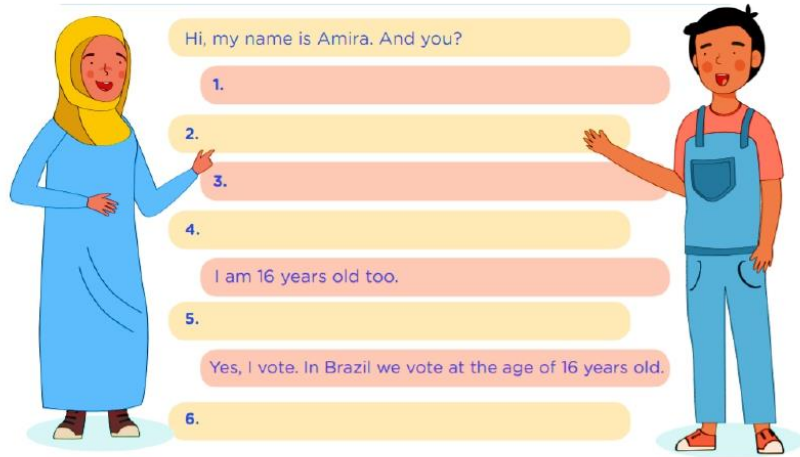 Hi, my name is Amira. And you?
1.
2.
3.
4.
I am 16 years old too.
5.
Yes, I vote. In Brazil we vote at the age of 16 years old.
6.